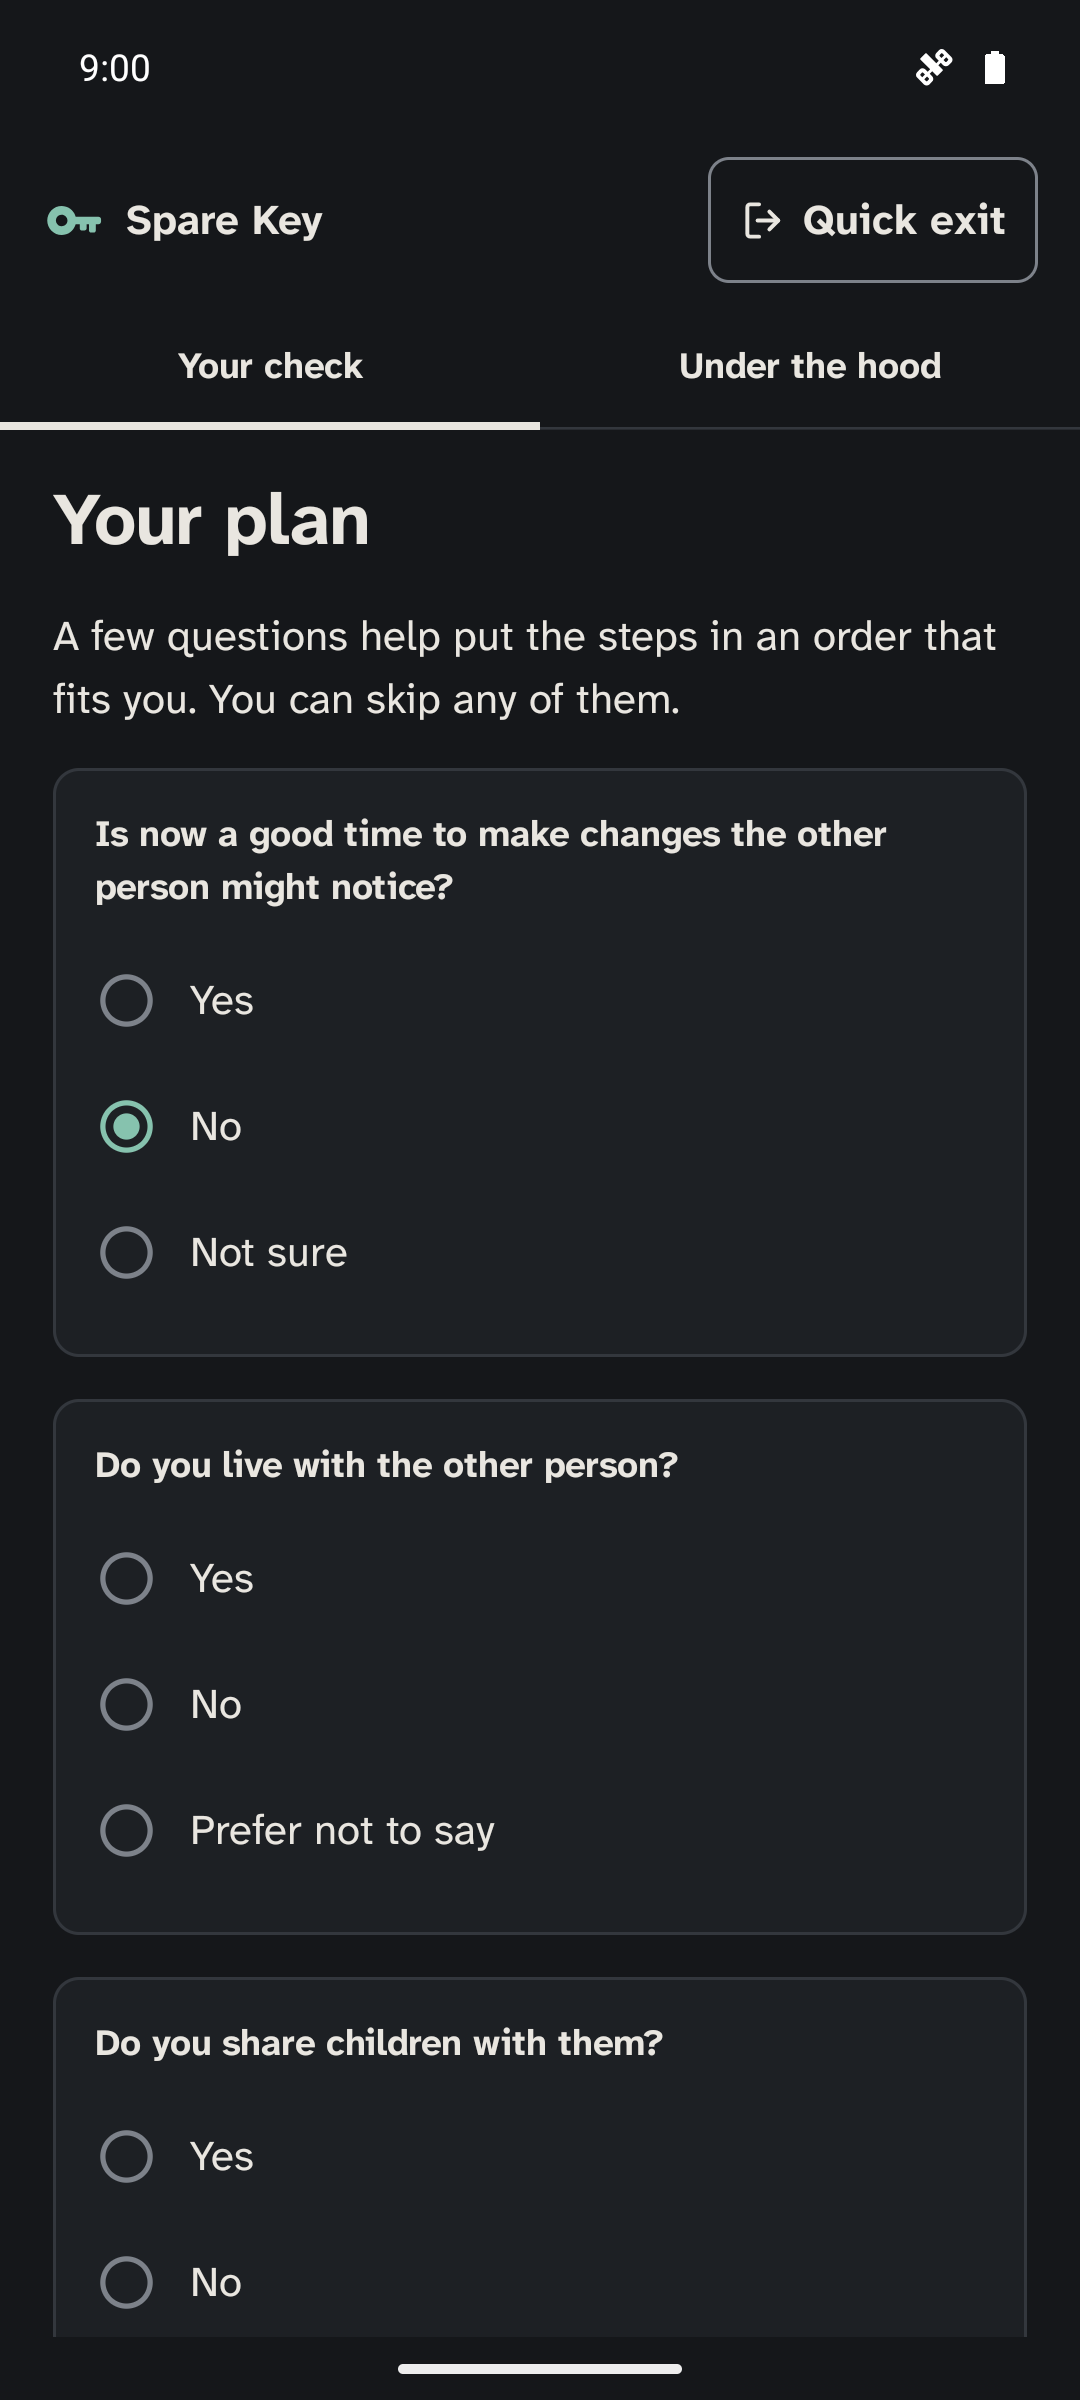 9:00
Spare Key
Quick exit
Your check
Under the hood
Your plan
A few questions help put the steps in an order that
fits you. You can skip any of them.
Is now a good time to make changes the other
person might notice?
Yes
No
Not sure
Do you live with the other person?
Yes
No
Prefer not to say
Do you share children with them?
Yes
No